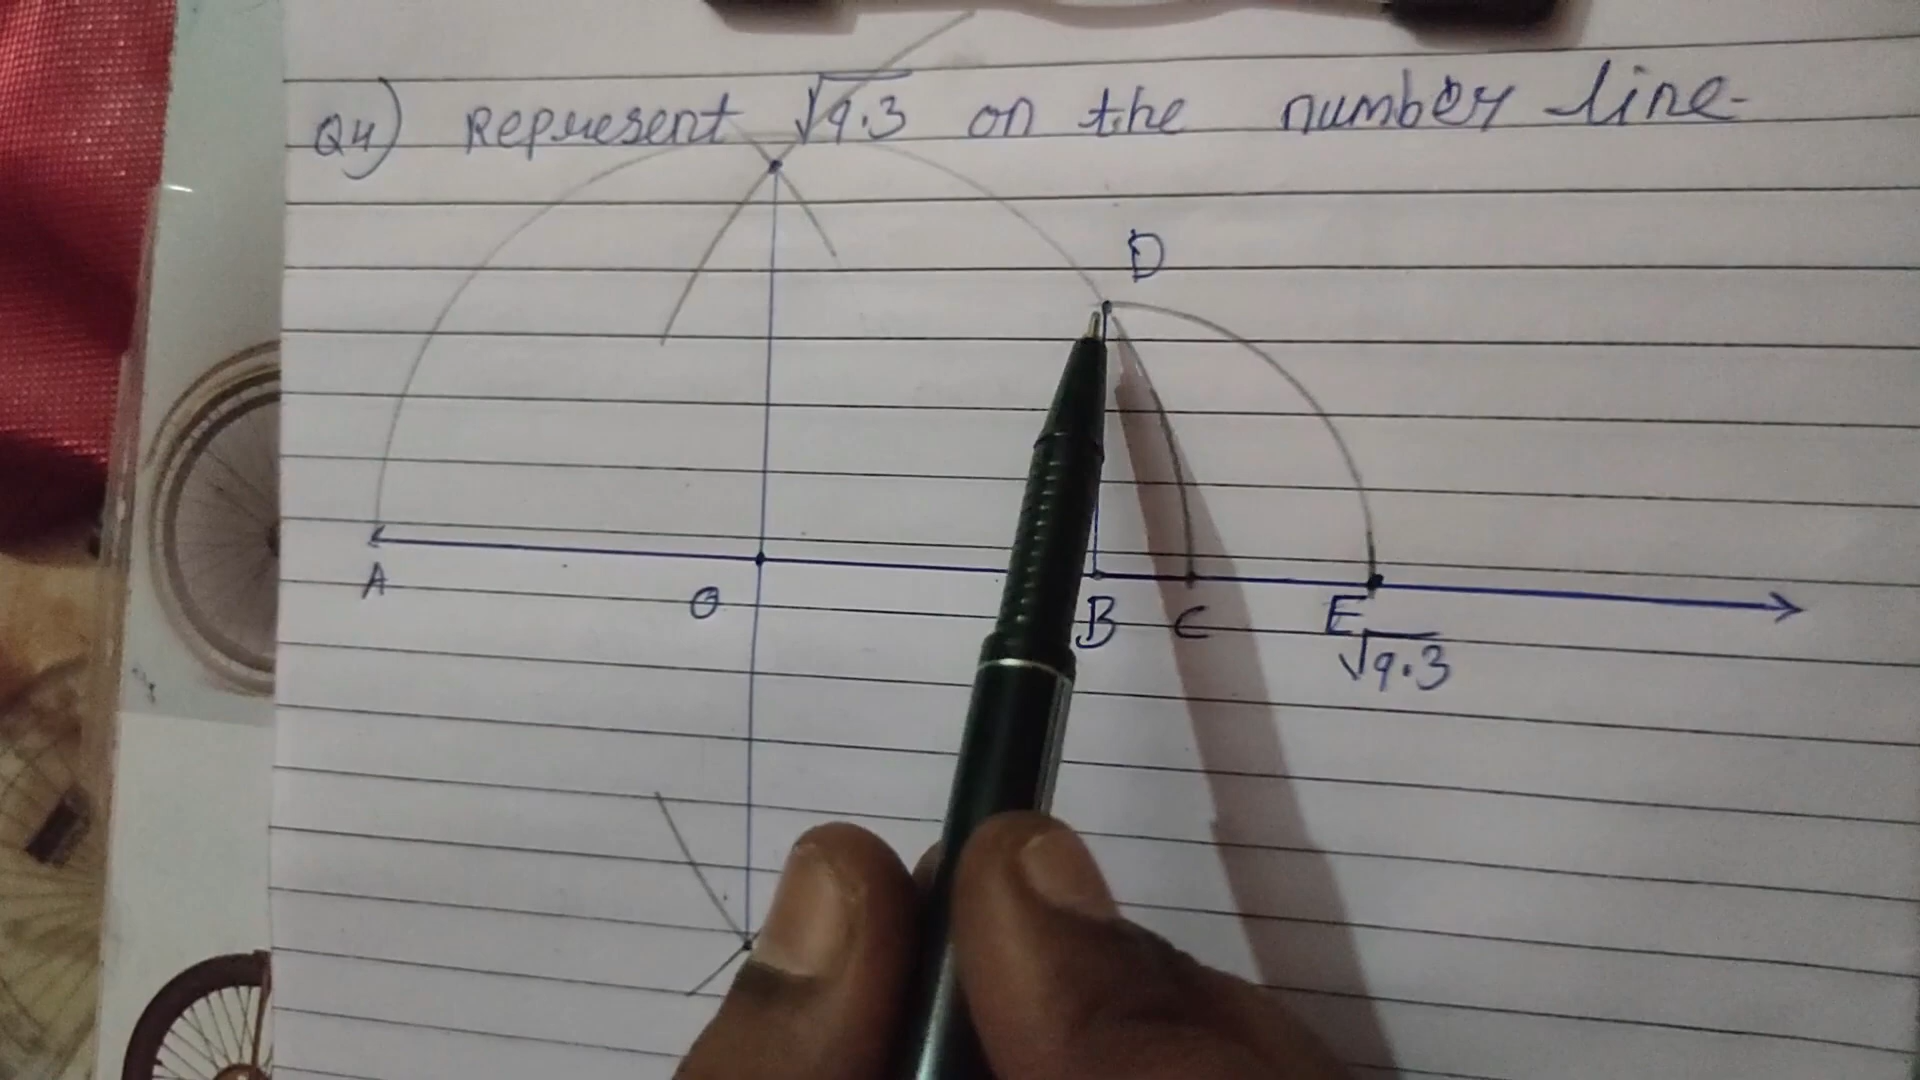 Q4) Represent √9.3 on the number line.
D
A O B C E
√9.3